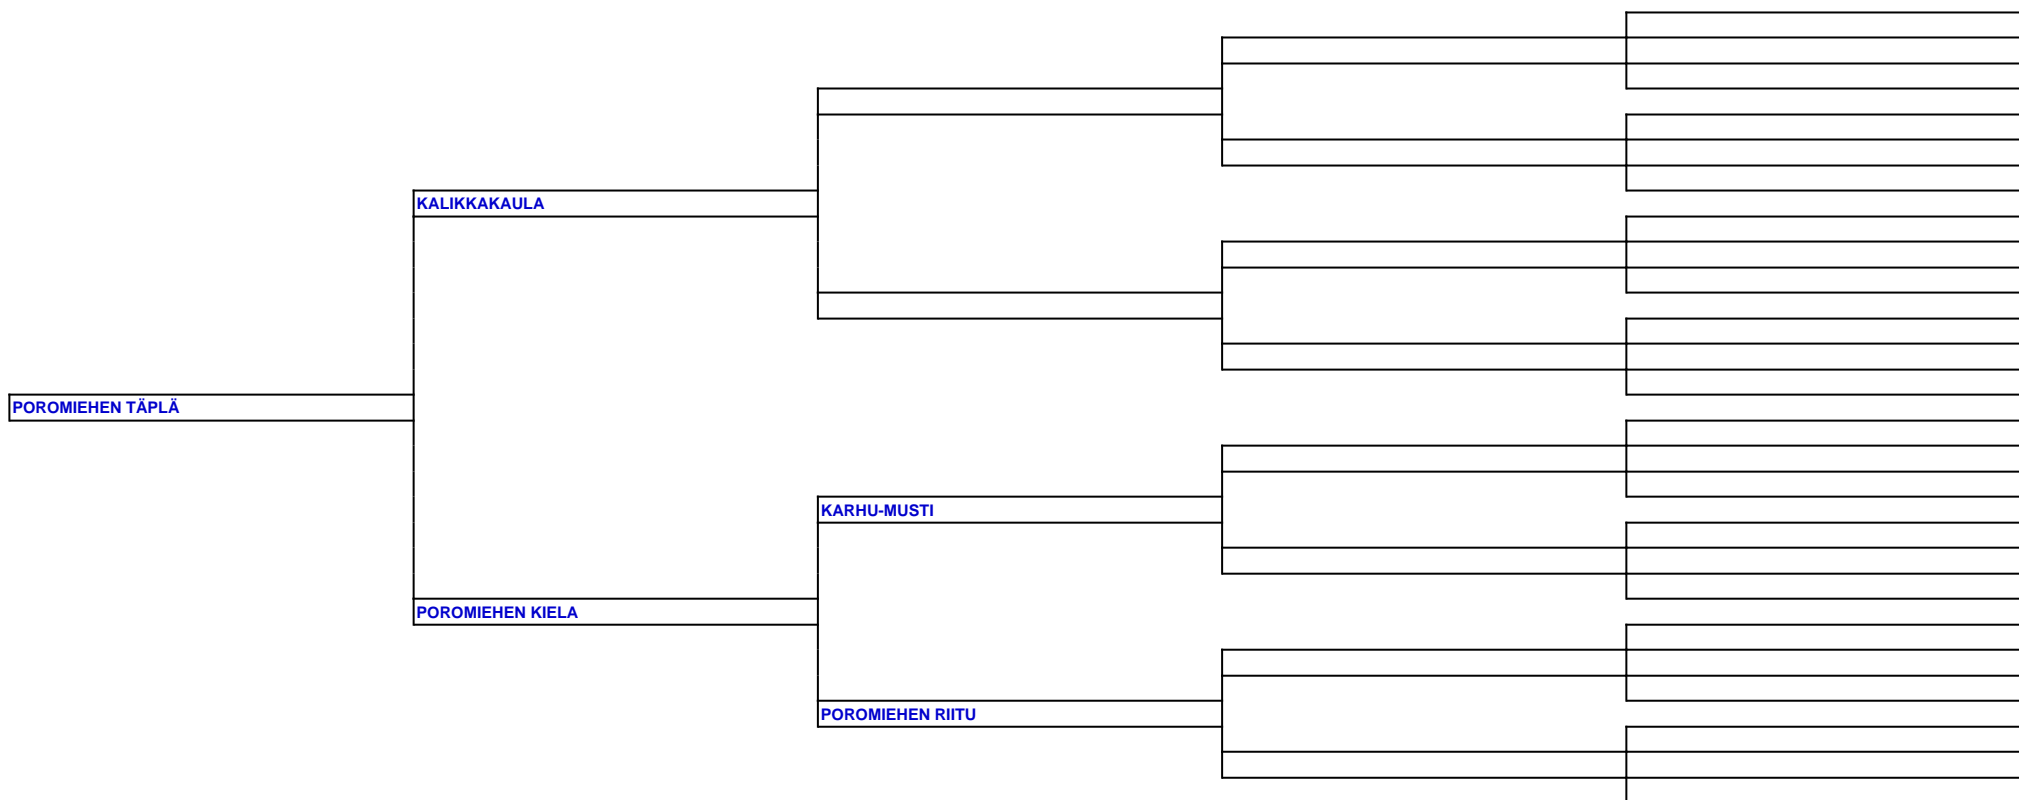 KALIKKAKAULA
POROMIEHEN TÄPLÄ
KARHU-MUSTI
POROMIEHEN KIELA
POROMIEHEN RIITU